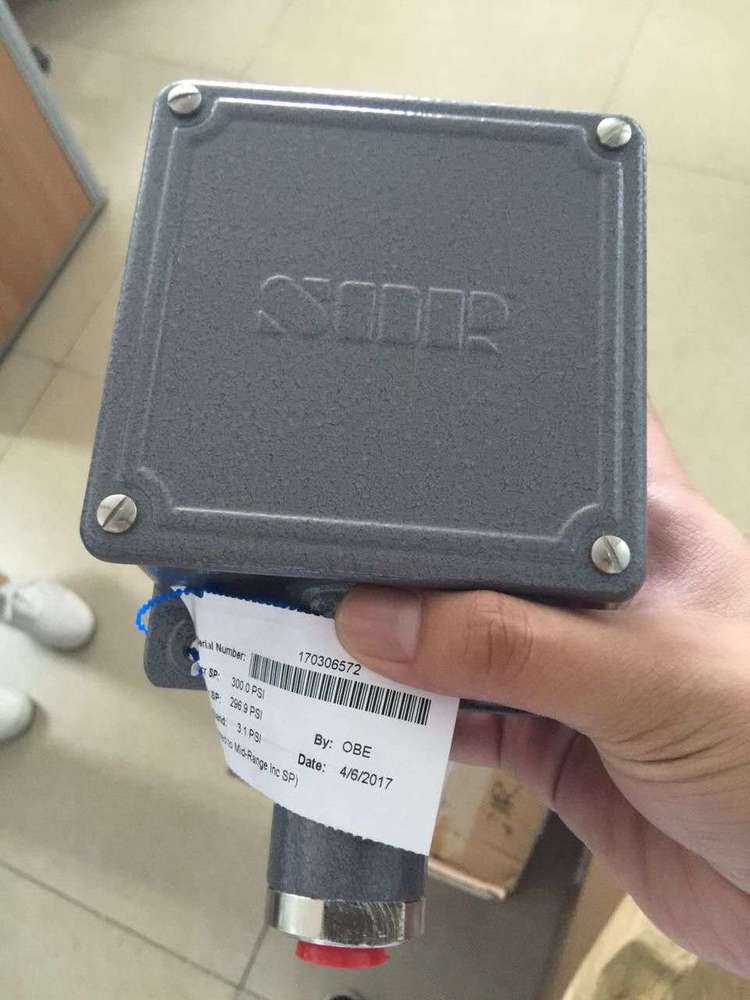 SOR
erial Number: 170306572
SP: 300.0 PSI
SP: 296.9 PSI
3.1 PSI
By: OBE
to Mid-Range Inc SP)
Date: 4/6/2017